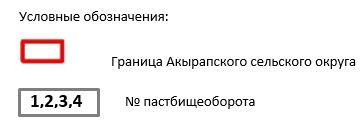 Условные обозначения:
Граница Акырапского сельского округа
1,2,3,4 № пастбищеоборота